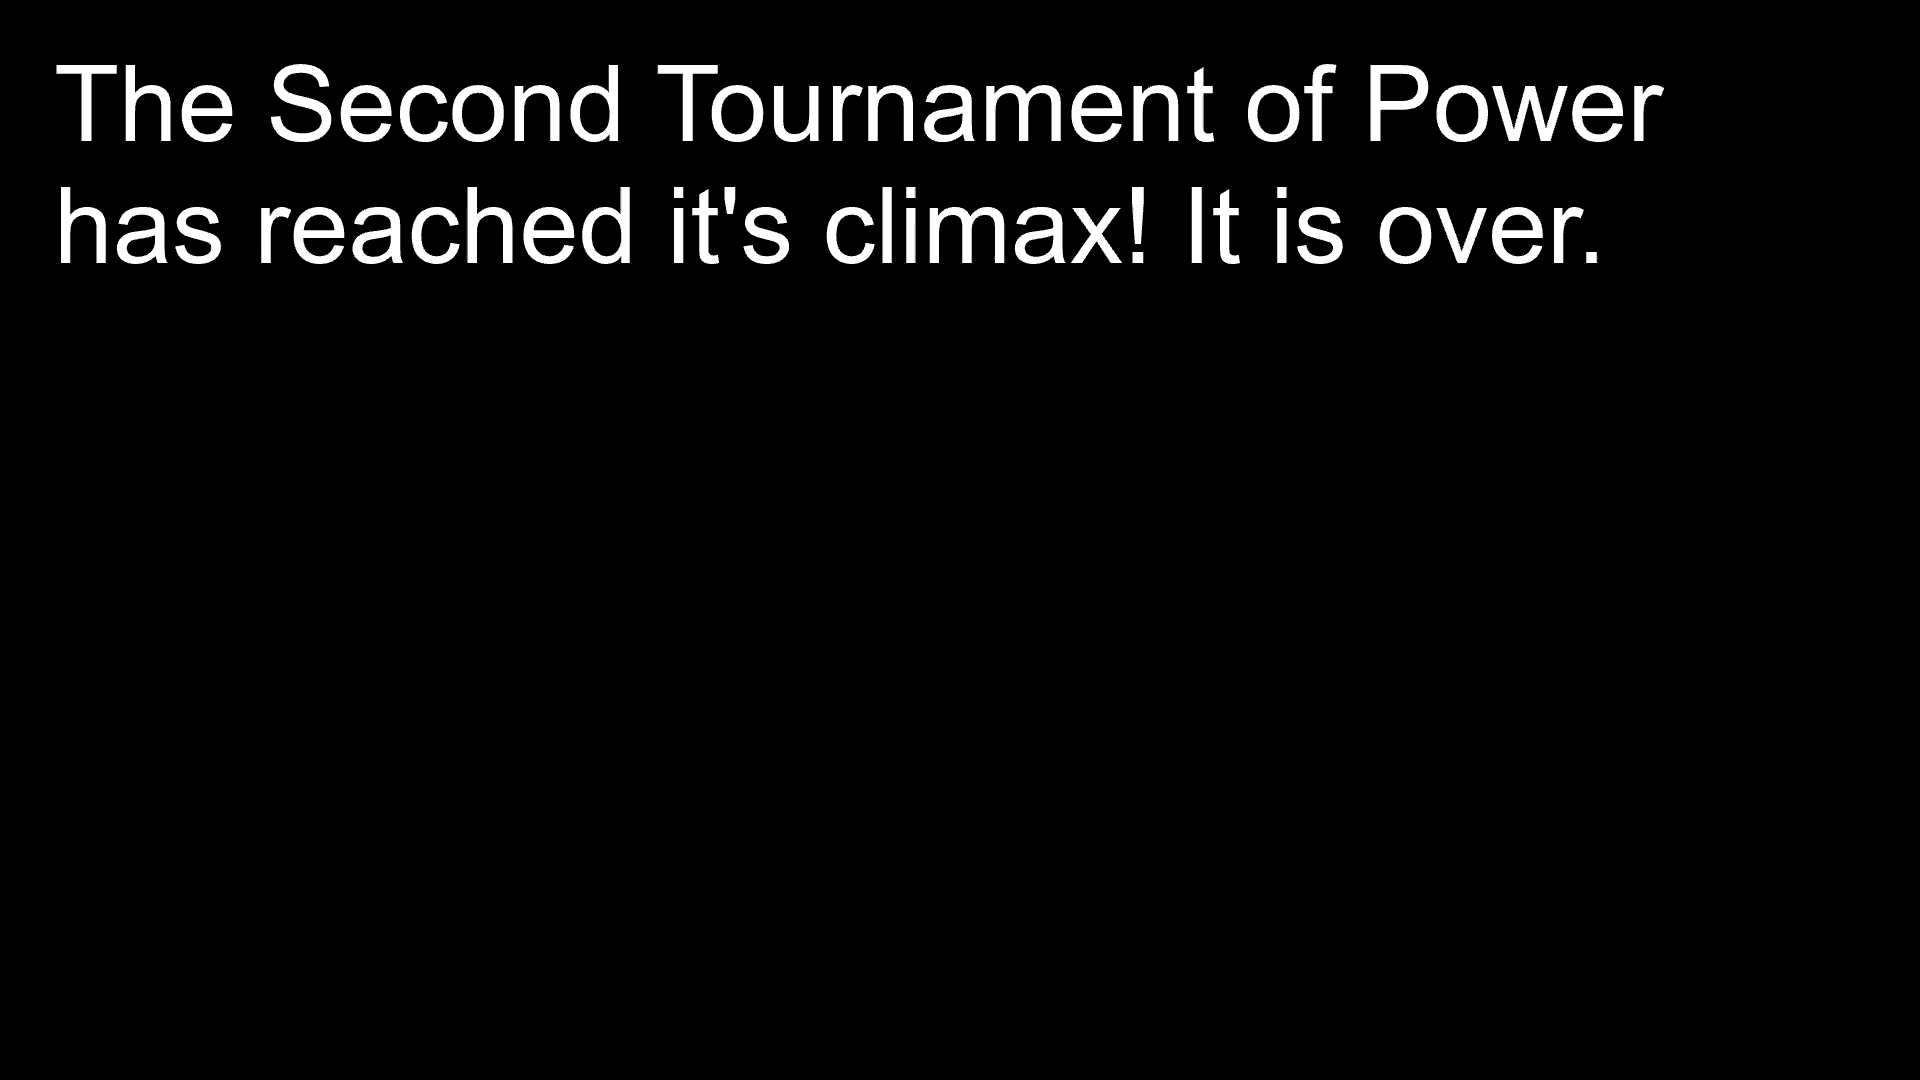 The Second Tournament of Power
has reached it's climax! It is over.